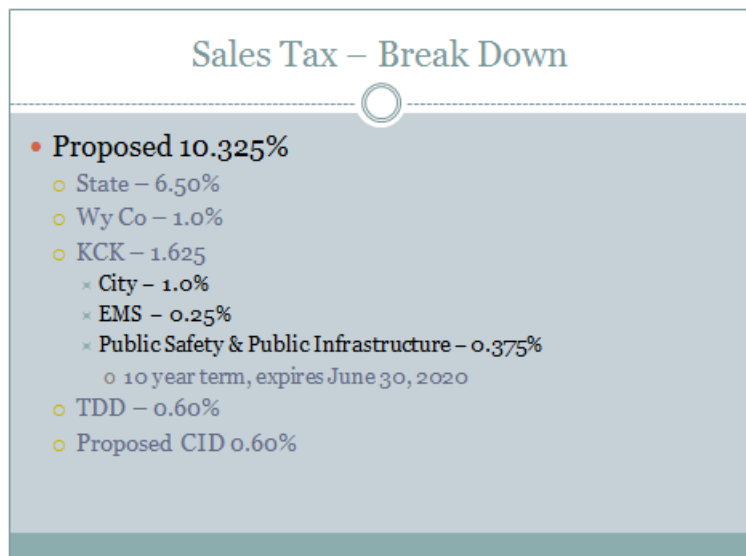 Sales Tax – Break Down
Proposed 10.325%
State – 6.50%
Wy Co – 1.0%
KCK – 1.625
City – 1.0%
EMS – 0.25%
Public Safety & Public Infrastructure – 0.375%
10 year term, expires June 30, 2020
TDD – 0.60%
Proposed CID 0.60%